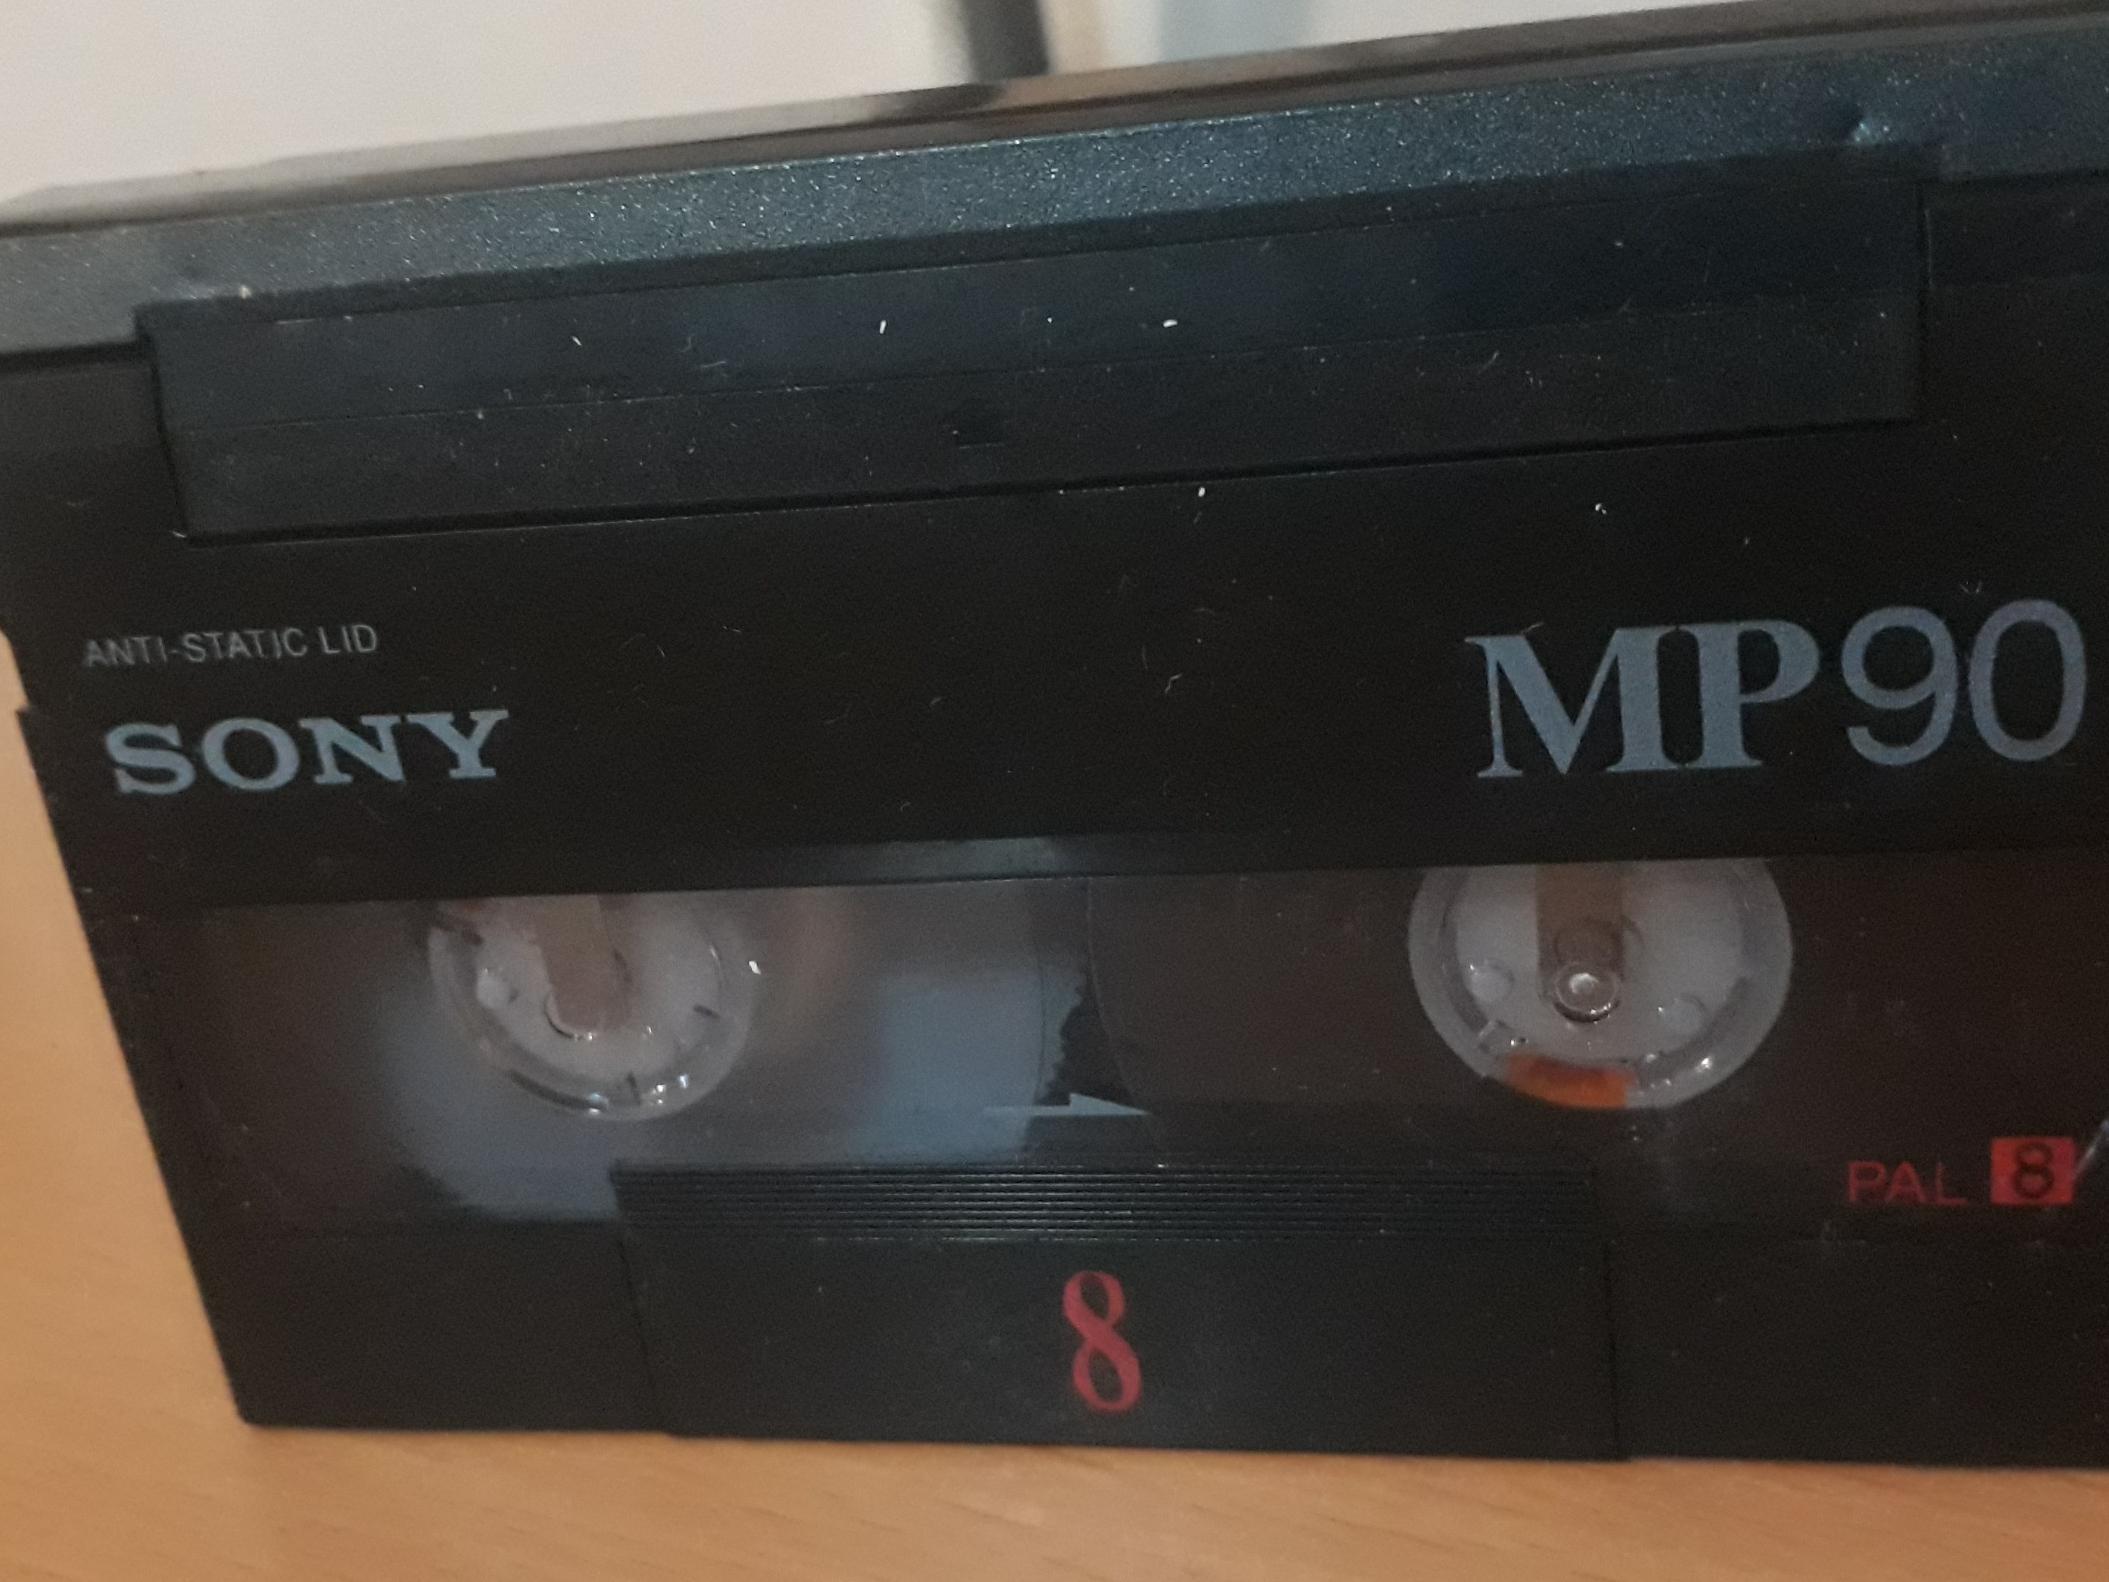 ANTI-STATIC LID
SONY
MP90
PAL 8
8